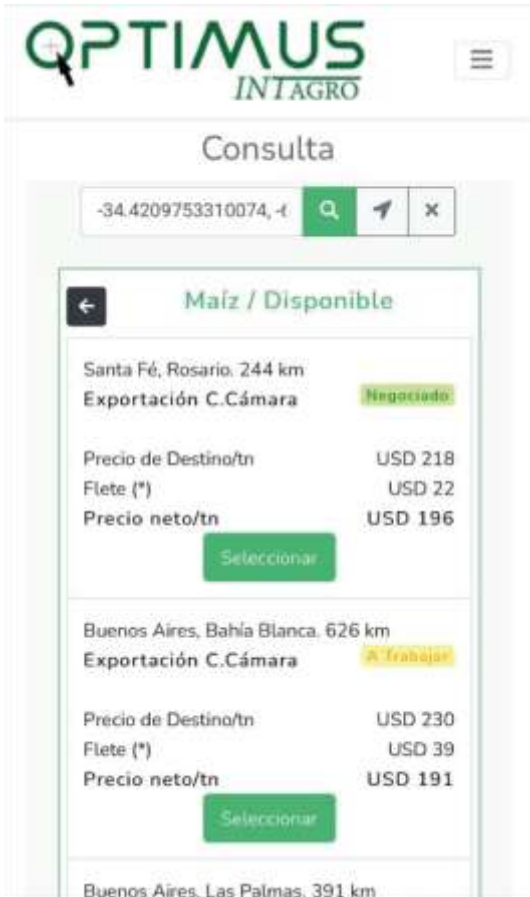 OPTIMUS
INTAGRO
Consulta
-34.4209753310074, -(
Maíz / Disponible
Santa Fé, Rosario. 244 km
Exportación C.Cámara Negociado
Precio de Destino/tn USD 218
Flete (*) USD 22
Precio neto/tn USD 196
Seleccionar
Buenos Aires, Bahía Blanca. 626 km
Exportación C.Cámara A Trabajar
Precio de Destino/tn USD 230
Flete (*) USD 39
Precio neto/tn USD 191
Seleccionar
Buenos Aires, Las Palmas. 391 km